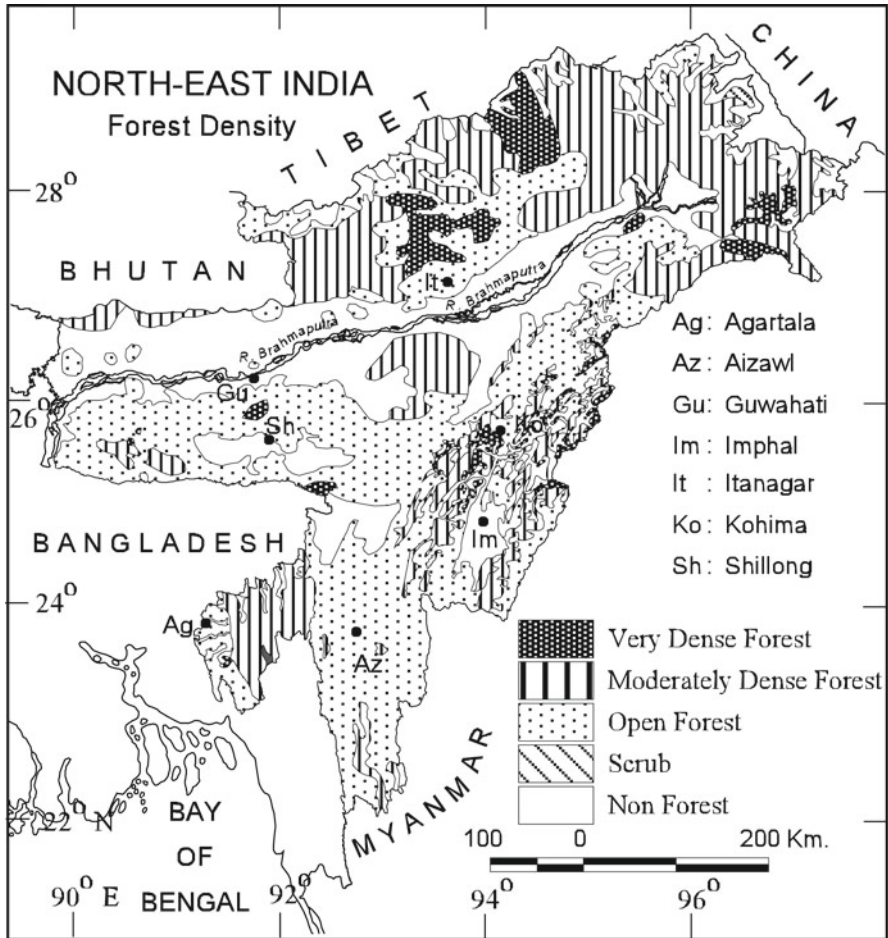 NORTH-EAST INDIA
Forest Density
TIBET
CHINA
28°
BHUTAN
It
R. Brahmaputra
R. Brahmaputra
Gu
26°
Sh
Ko
Im
BANGLADESH
24°
Ag
Az
Ag: Agartala
Az: Aizawl
Gu: Guwahati
Im: Imphal
It : Itanagar
Ko: Kohima
Sh: Shillong
Very Dense Forest
Moderately Dense Forest
Open Forest
Scrub
Non Forest
MYANMAR
22° N
BAY
OF
BENGAL
100 0 200 Km.
90° E
92°
94°
96°